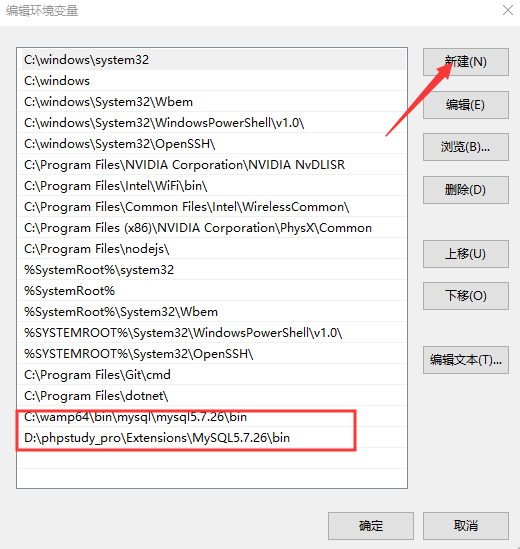 编辑环境变量
C:\windows\system32
C:\windows
C:\windows\System32\Wbem
C:\windows\System32\WindowsPowerShell\v1.0\
C:\windows\System32\OpenSSH\
C:\Program Files\NVIDIA Corporation\NVIDIA NvDLISR
C:\Program Files\Intel\WiFi\bin\
C:\Program Files\Common Files\Intel\WirelessCommon\
C:\Program Files (x86)\NVIDIA Corporation\PhysX\Common
C:\Program Files\nodejs\
%SystemRoot%\system32
%SystemRoot%
%SystemRoot%\System32\Wbem
%SYSTEMROOT%\System32\WindowsPowerShell\v1.0\
%SYSTEMROOT%\System32\OpenSSH\
C:\Program Files\Git\cmd
C:\Program Files\dotnet\
C:\wamp64\bin\mysql\mysql5.7.26\bin
D:\phpstudy_pro\Extensions\MySQL5.7.26\bin
新建(N)
编辑(E)
浏览(B)...
删除(D)
上移(U)
下移(O)
编辑文本(T)...
确定
取消